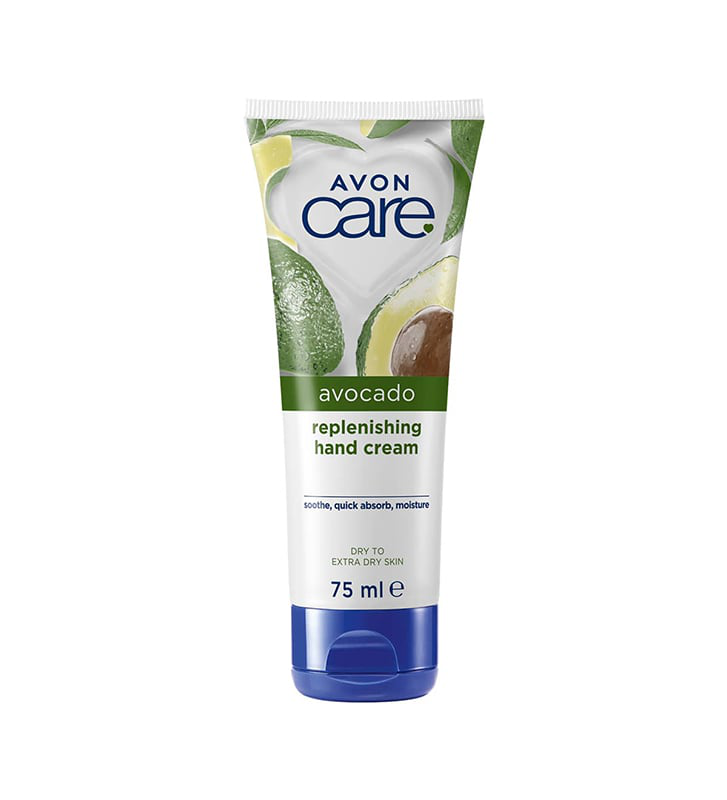 AVON
care
avocado
replenishing
hand cream
soothe, quick absorb, moisture
DRY TO
EXTRA DRY SKIN
75 ml ℮